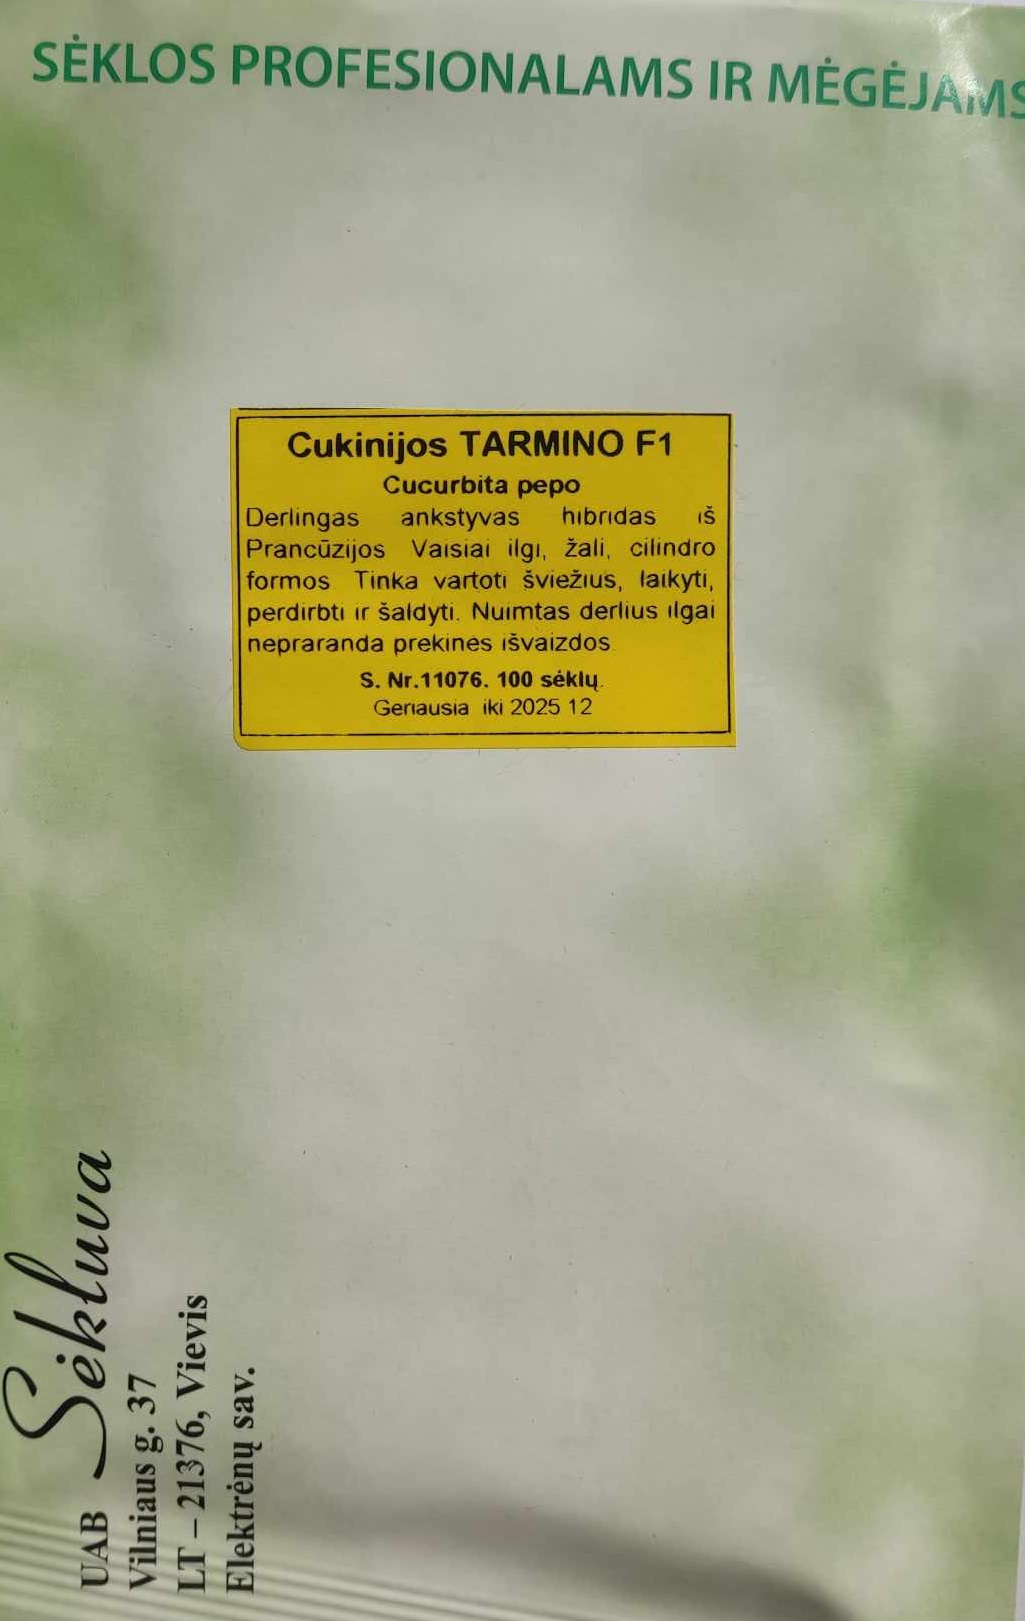 SĖKLOS PROFESIONALAMS IR MĖGĖJAMS
Cukinijos TARMINO F1
Cucurbita pepo
Derlingas ankstyvas hibridas iš
Prancūzijos Vaisiai ilgi, žali, cilindro
formos Tinka vartoti šviežius, laikyti,
perdirbti ir šaldyti. Nuimtas derlius ilgai
nepraranda prekinės išvaizdos
S. Nr.11076. 100 sėklų.
Geriausia iki 2025 12
UAB Sėkluva
Vilniaus g. 37
LT – 21376, Vievis
Elektrėnų sav.